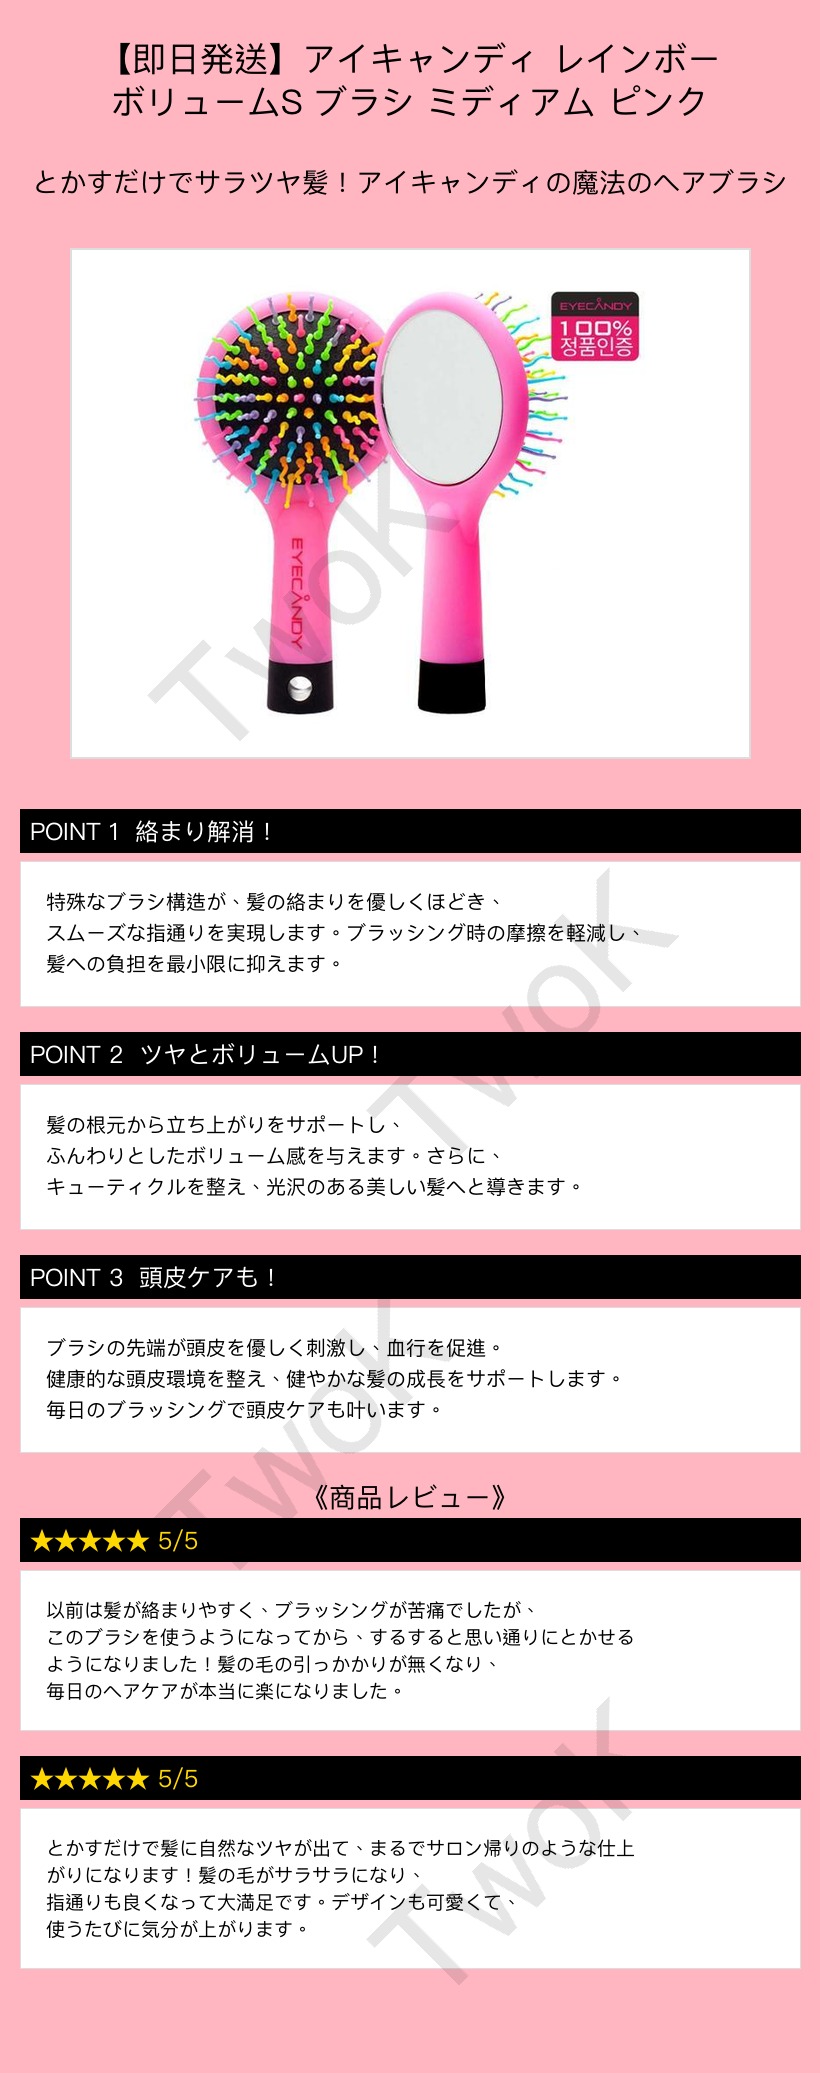 【即日発送】アイキャンディ レインボー
ボリュームS ブラシ ミディアム ピンク
とかすだけでサラツヤ髪！アイキャンディの魔法のヘアブラシ
EYECANDY
100%
정품인증
EYECANDY
TwoK
POINT 1 絡まり解消！
特殊なブラシ構造が、髪の絡まりを優しくほどき、
スムーズな指通りを実現します。ブラッシング時の摩擦を軽減し、
髪への負担を最小限に抑えます。
TwoK
POINT 2 ツヤとボリュームUP！
髪の根元から立ち上がりをサポートし、
ふんわりとしたボリューム感を与えます。さらに、
キューティクルを整え、光沢のある美しい髪へと導きます。
POINT 3 頭皮ケアも！
ブラシの先端が頭皮を優しく刺激し、血行を促進。
健康的な頭皮環境を整え、健やかな髪の成長をサポートします。
毎日のブラッシングで頭皮ケアも叶います。
TwoK
《商品レビュー》
★★★★★ 5/5
以前は髪が絡まりやすく、ブラッシングが苦痛でしたが、
このブラシを使うようになってから、するすると思い通りにとかせる
ようになりました！髪の毛の引っかかりが無くなり、
毎日のヘアケアが本当に楽になりました。
★★★★★ 5/5
とかすだけで髪に自然なツヤが出て、まるでサロン帰りのような仕上
がりになります！髪の毛がサラサラになり、
指通りも良くなって大満足です。デザインも可愛くて、
使うたびに気分が上がります。
TwoK